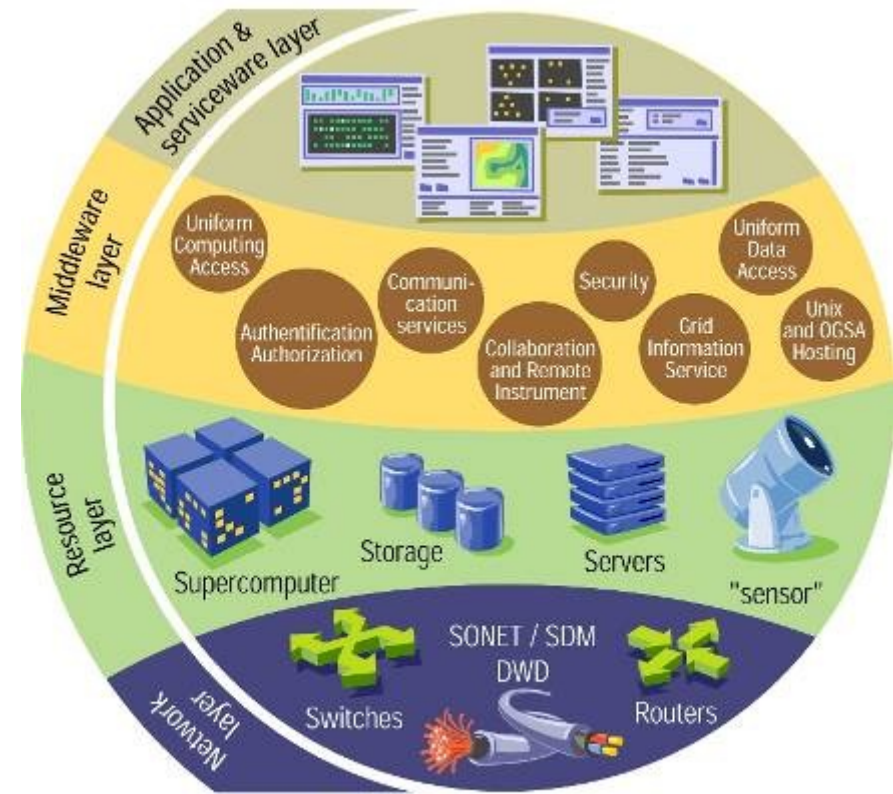 Application &
serviceware layer
Middleware
layer
Uniform
Computing
Access
Authentification
Authorization
Communi-
cation
services
Collaboration
and Remote
Instrument
Security
Grid
Information
Service
Uniform
Data
Access
Unix
and OGSA
Hosting
Resource
layer
Supercomputer
Storage
Servers
"sensor"
Network
layer
Switches
SONET / SDM
DWD
Routers